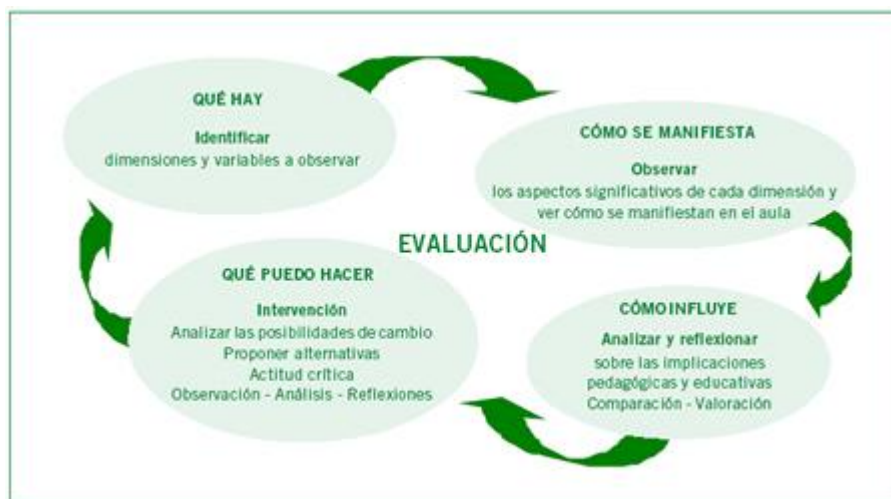 QUÉ HAY
Identificar
dimensiones y variables a observar
CÓMO SE MANIFIESTA
Observar
los aspectos significativos de cada dimensión y
ver cómo se manifiestan en el aula
EVALUACIÓN
QUÉ PUEDO HACER
Intervención
Analizar las posibilidades de cambio
Proponer alternativas
Actitud crítica
Observación - Análisis - Reflexiones
CÓMO INFLUYE
Analizar y reflexionar
sobre las implicaciones
pedagógicas y educativas
Comparación - Valoración